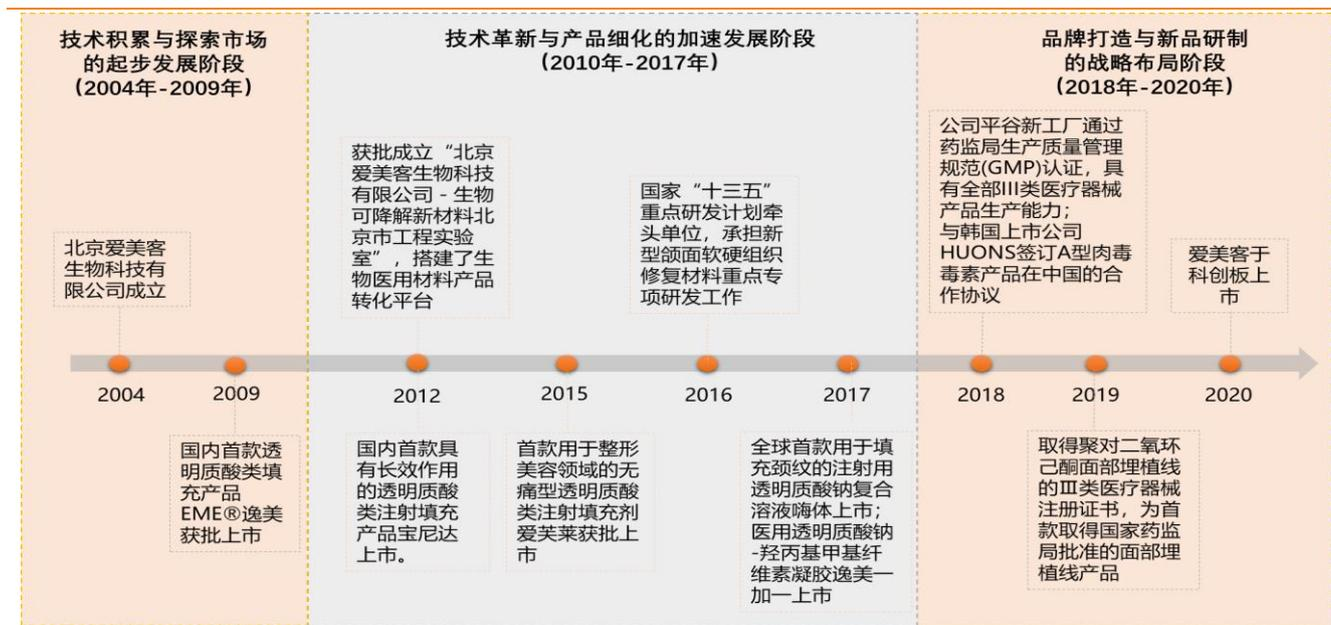 技术积累与探索市场
的起步发展阶段
（2004年-2009年）
技术革新与产品细化的加速发展阶段
（2010年-2017年）
品牌打造与新品研制
的战略布局阶段
（2018年-2020年）
北京爱美客
生物科技有
限公司成立
获批成立“北京
爱美客生物科技
有限公司 - 生物
可降解新材料北
京市工程实验
室”，搭建了生
物医用材料产品
转化平台
国家“十三五”
重点研发计划牵
头单位，承担新
型颌面软硬组织
修复材料重点专
项研发工作
公司平谷新工厂通过
药监局生产质量管理
规范(GMP)认证，具
有全部III类医疗器械
产品生产能力；
与韩国上市公司
HUONS签订A型肉毒
毒素产品在中国的合
作协议
爱美客于
科创板上
市
2004
2009
2012
2015
2016
2017
2018
2019
2020
国内首款透
明质酸类填
充产品
EME®逸美
获批上市
国内首款具
有长效作用
的透明质酸
类注射填充
产品宝尼达
上市。
首款用于整形
美容领域的无
痛型透明质酸
类注射填充剂
爱芙莱获批上
市
全球首款用于填
充颈纹的注射用
透明质酸钠复合
溶液嗨体上市；
医用透明质酸钠
-羟丙基甲基纤
维素凝胶逸美一
加一上市
取得聚对二氧环
己酮面部埋植线
的Ⅲ类医疗器械
注册证书，为首
款取得国家药监
局批准的面部埋
植线产品